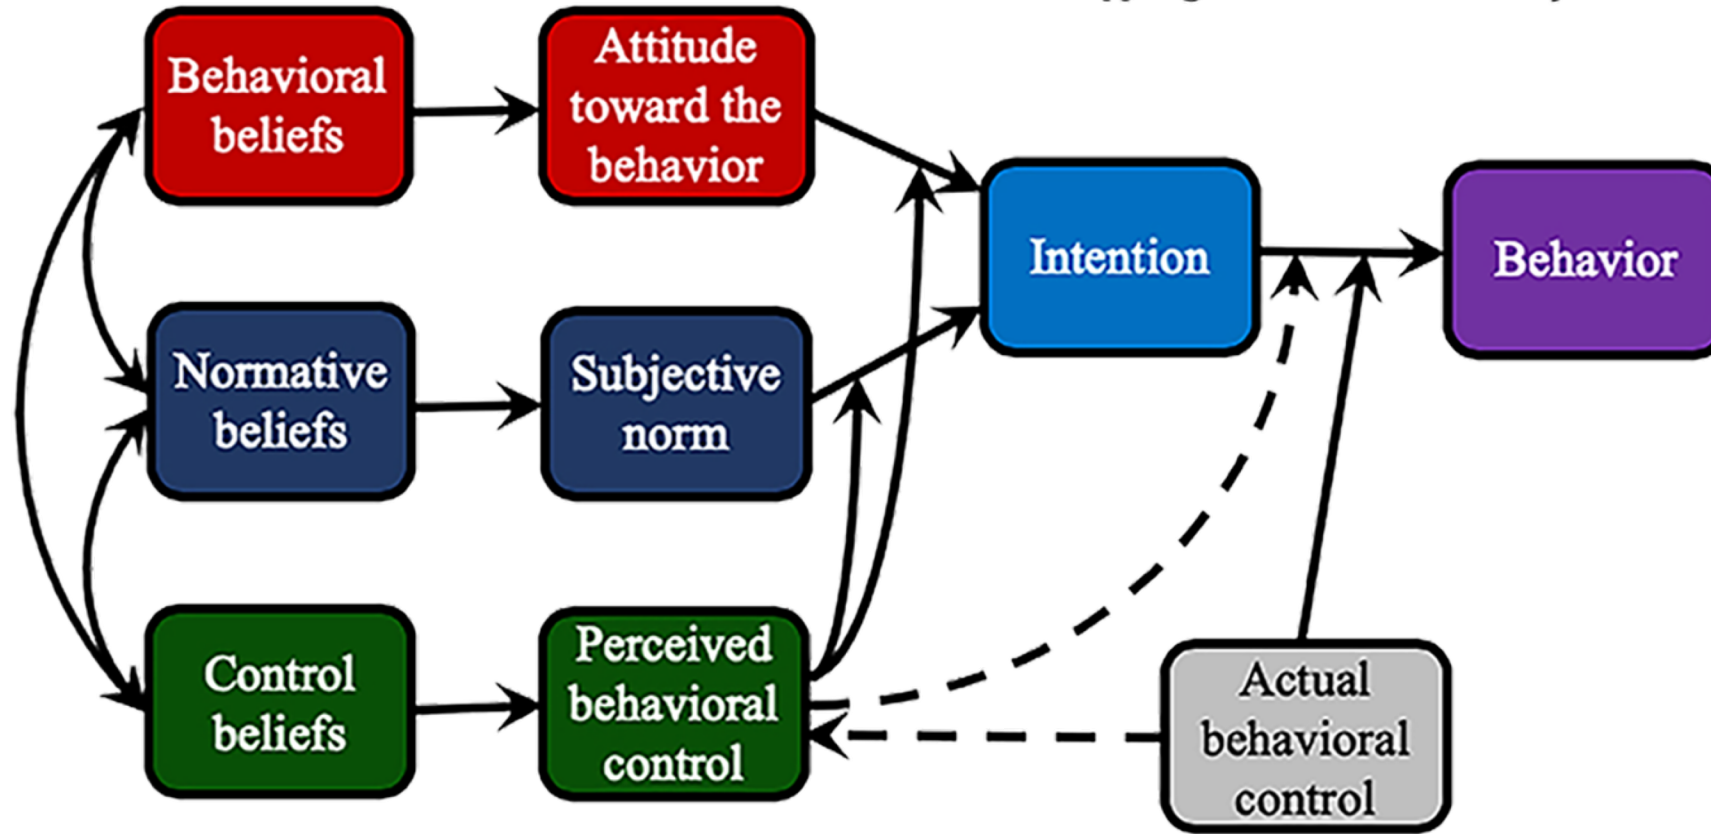 Behavioral
beliefs
Attitude
toward the
behavior
Intention
Behavior
Normative
beliefs
Subjective
norm
Control
beliefs
Perceived
behavioral
control
Actual
behavioral
control